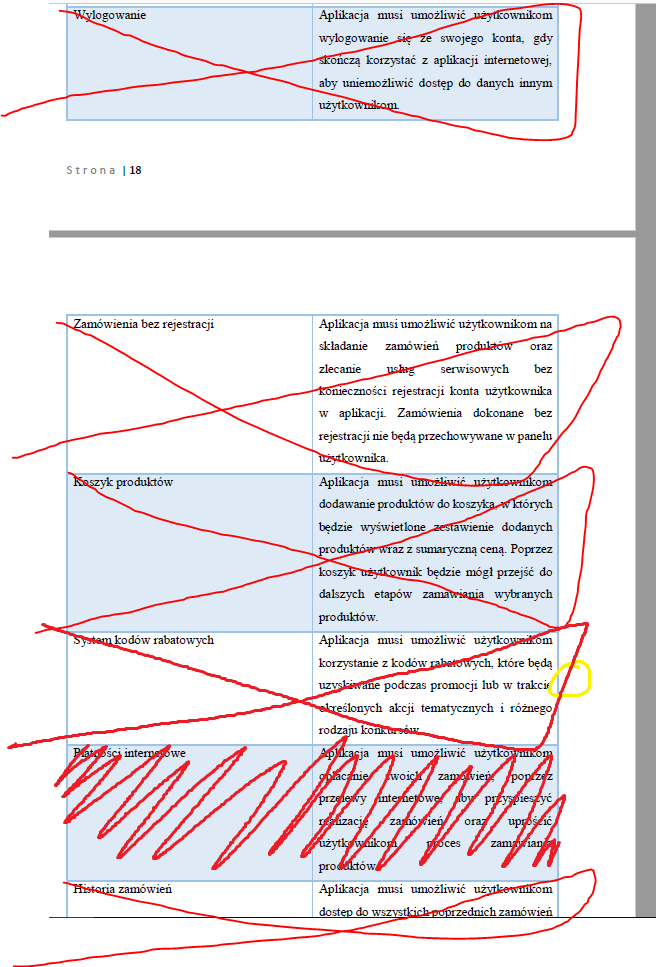 Wylogowanie
Aplikacja musi umożliwić użytkownikom
wylogowanie się ze swojego konta, gdy
skończą korzystać z aplikacji internetowej,
aby uniemożliwić dostęp do danych innym
użytkownikom.
Strona | 18
Zamówienia bez rejestracji
Aplikacja musi umożliwić użytkownikom na
składanie zamówień produktów oraz
zlecanie usług serwisowych bez
konieczności rejestracji konta użytkownika
w aplikacji. Zamówienia dokonane bez
rejestracji nie będą przechowywane w panelu
użytkownika.
Koszyk produktów
Aplikacja musi umożliwić użytkownikom
dodawanie produktów do koszyka, w których
będzie wyświetlone zestawienie dodanych
produktów wraz z sumaryczną ceną. Poprzez
koszyk użytkownik będzie mógł przejść do
dalszych etapów zamawiania wybranych
produktów.
System kodów rabatowych
Aplikacja musi umożliwić użytkownikom
korzystanie z kodów rabatowych, które będą
uzyskiwane podczas promocji lub w trakcie
określonych akcji tematycznych i różnego
rodzaju konkursów.
Płatności internetowe
Aplikacja musi umożliwić użytkownikom
opłacanie swoich zamówień, poprzez
przelewy internetowe, aby przyspieszyć
realizację zamówień oraz uprościć
użytkownikom proces zamawiania
produktów.
Historia zamówień
Aplikacja musi umożliwić użytkownikom
dostęp do wszystkich poprzednich zamówień